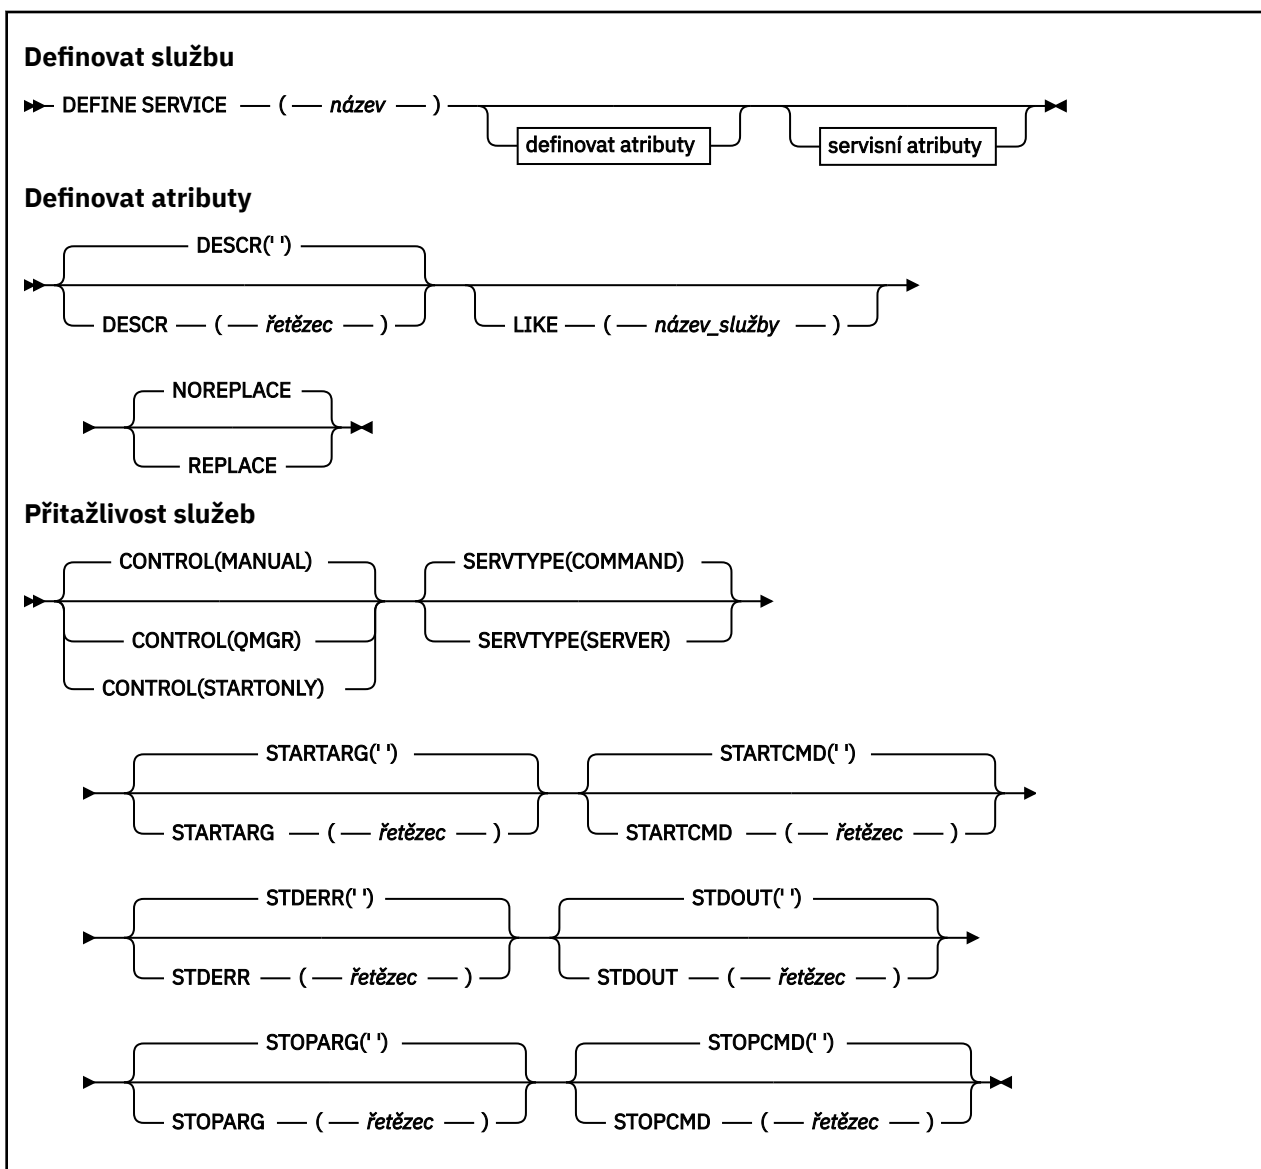 Definovat službu
DEFINE SERVICE ( název )
definovat atributy servisní atributy
Definovat atributy
DESCR(' ')
DESCR ( řetězec ) LIKE ( název_služby )
NOREPLACE
REPLACE
Přitažlivost služeb
CONTROL(MANUAL) SERVTYPE(COMMAND)
CONTROL(QMGR) SERVTYPE(SERVER)
CONTROL(STARTONLY)
STARTARG(' ') STARTCMD(' ')
STARTARG ( řetězec ) STARTCMD ( řetězec )
STDERR(' ') STDOUT(' ')
STDERR ( řetězec ) STDOUT ( řetězec )
STOPARG(' ') STOPCMD(' ')
STOPARG ( řetězec ) STOPCMD ( řetězec )